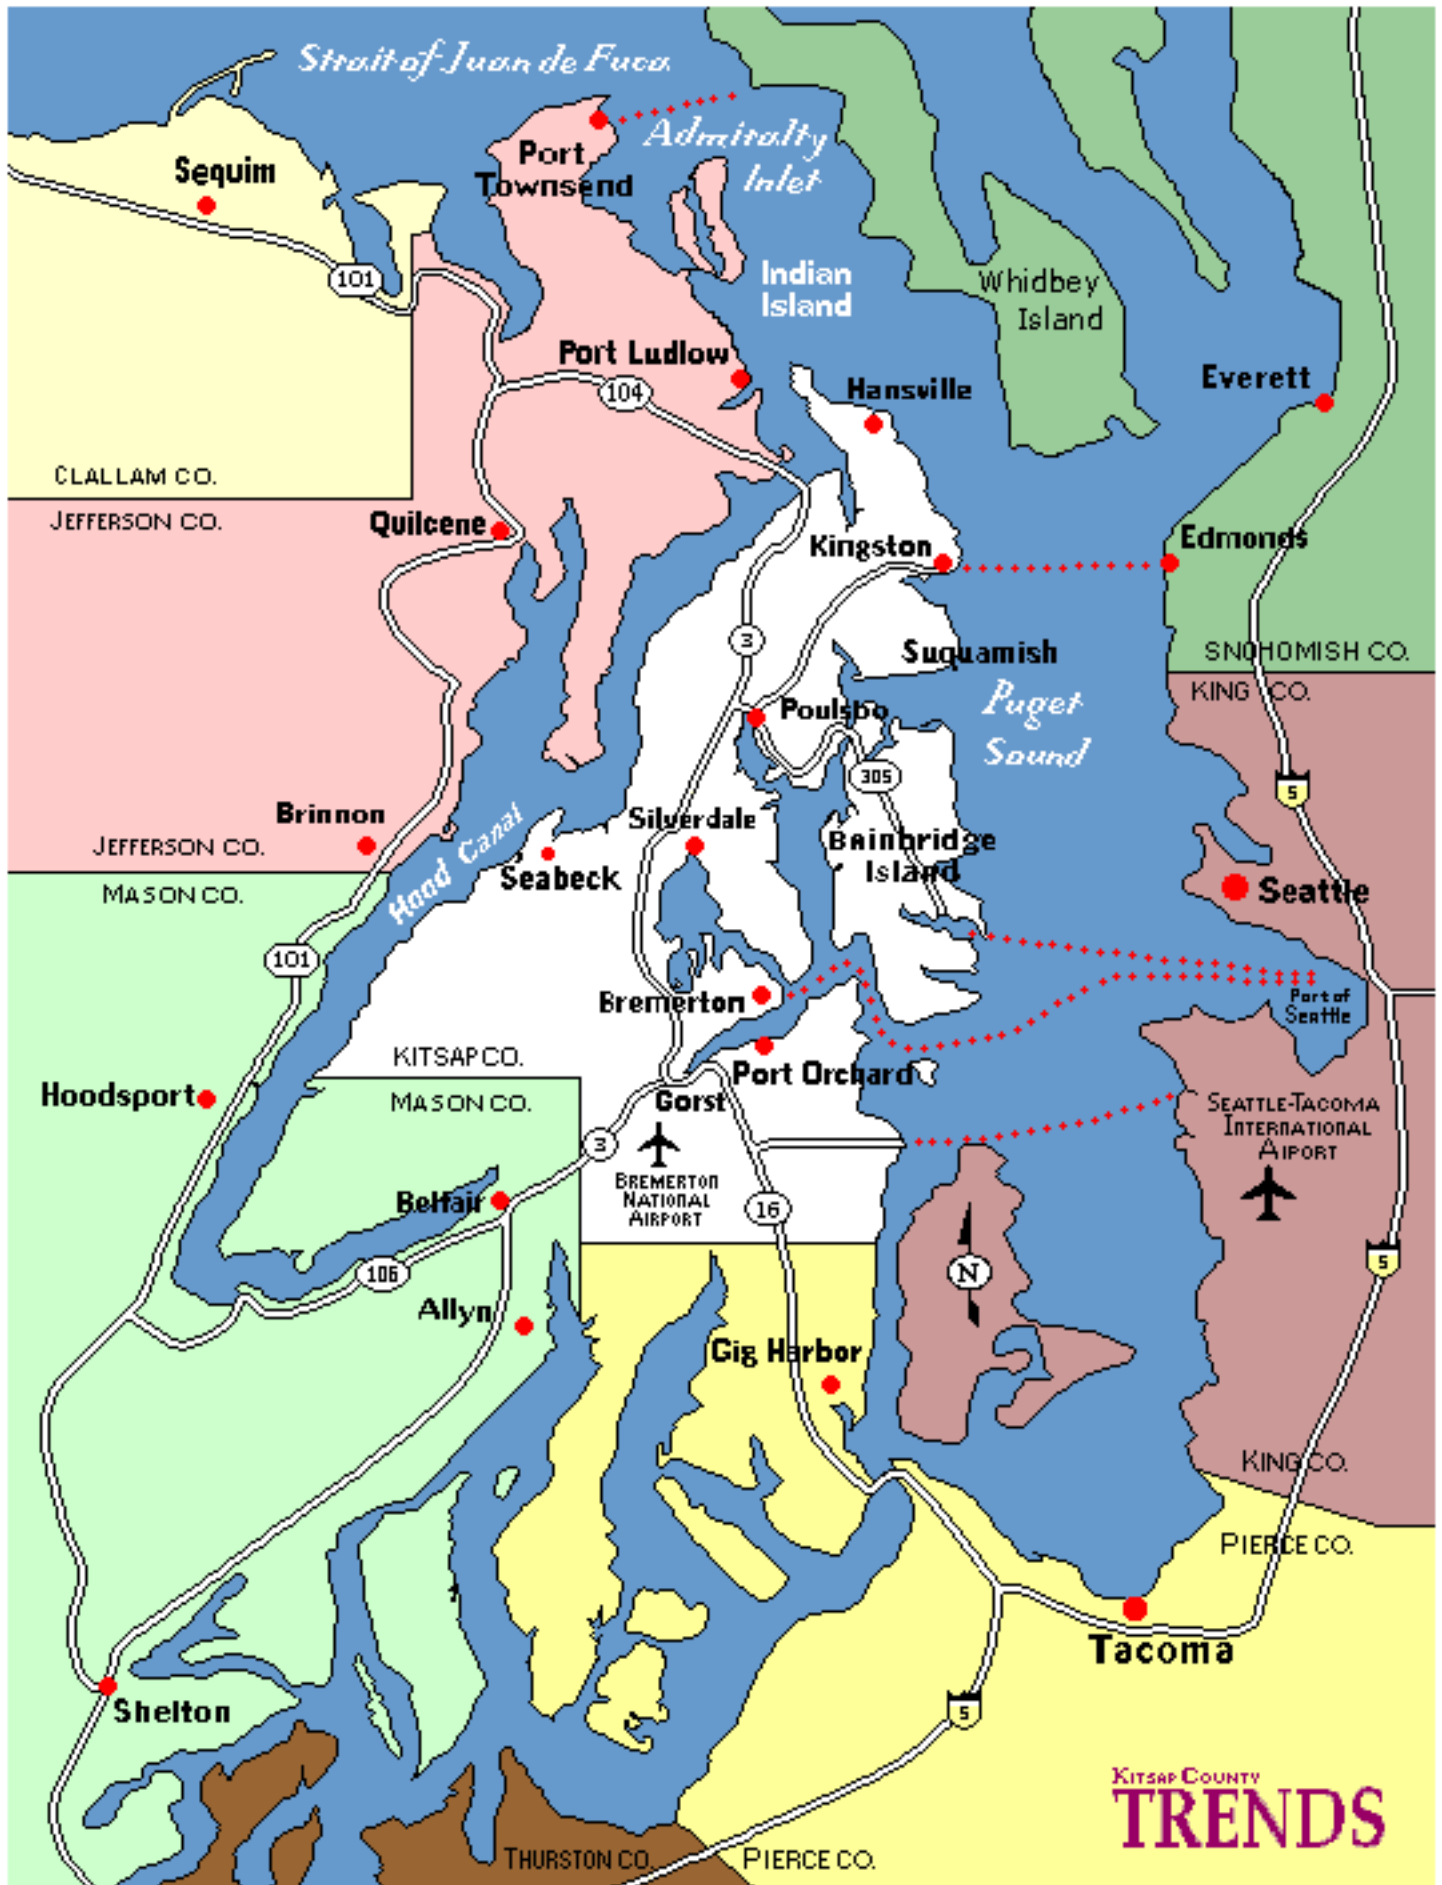 Strait of Juan de Fuca
Admiralty
Inlet
Sequim
Port
Townsend
101
Indian
Island
Whidbey
Island
Port Ludlow
104
Hansville
Everett
CLALLAM CO.
JEFFERSON CO.
Quilcene
Kingston
Edmonds
3
Suquamish
SNOHOMISH CO.
KING CO.
Puget
Sound
Poulsbo
305
5
Brinnon
Hood Canal
Silverdale
Bainbridge
Island
JEFFERSON CO.
MASON CO.
Seabeck
Seattle
101
Bremerton
Port of
Seattle
KITSAP CO.
Port Orchard
Hoodsport
MASON CO.
Gorst
SEATTLE-TACOMA
INTERNATIONAL
AIPORT
3
BREMERTON
NATIONAL
AIRPORT
Belfair
16
106
N
5
Allyn
Gig Harbor
KING CO.
PIERCE CO.
Tacoma
Shelton
5
KITSAP COUNTY
TRENDS
THURSTON CO.
PIERCE CO.